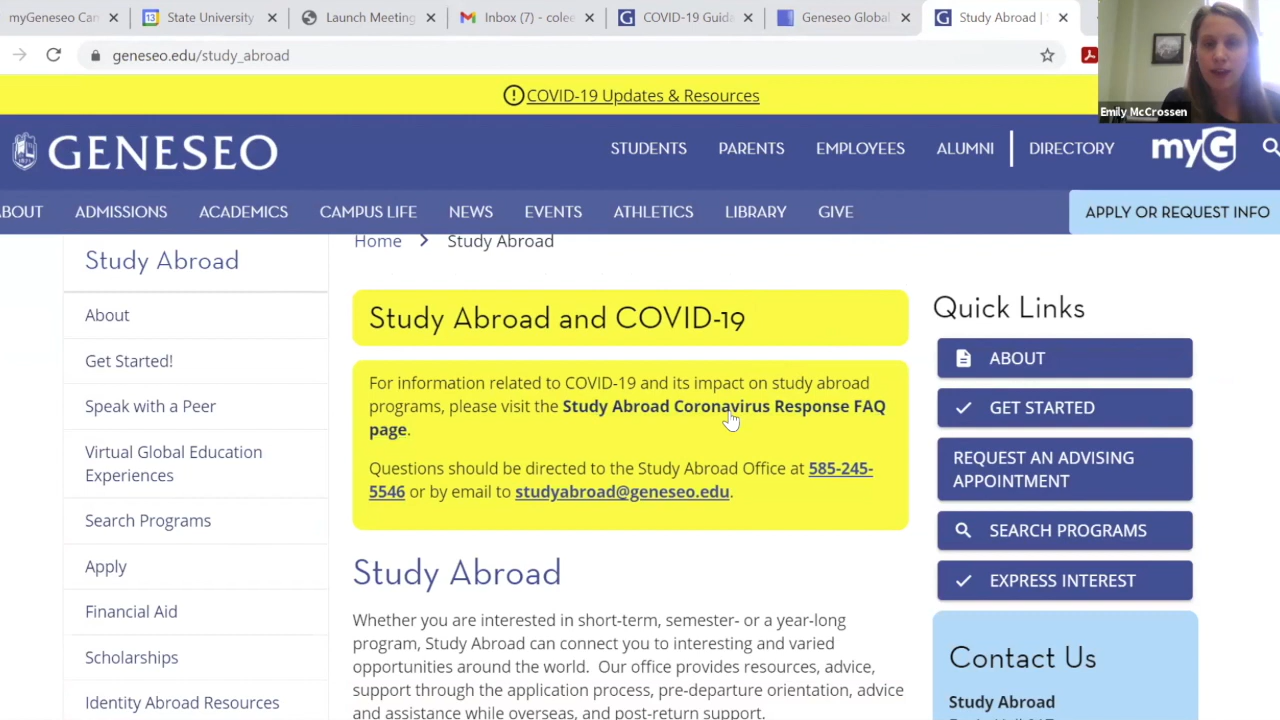 myGeneseo Can
13 State University
Launch Meeting
Inbox (7) - colee
COVID-19 Guida
Geneseo Global
Study Abroad | S
geneseo.edu/study_abroad
COVID-19 Updates & Resources
Emily McCrossen
GENESEO
STUDENTS PARENTS EMPLOYEES ALUMNI DIRECTORY myG
ABOUT ADMISSIONS ACADEMICS CAMPUS LIFE NEWS EVENTS ATHLETICS LIBRARY GIVE APPLY OR REQUEST INFO
Home > Study Abroad
Study Abroad
About
Get Started!
Speak with a Peer
Virtual Global Education
Experiences
Search Programs
Apply
Financial Aid
Scholarships
Identity Abroad Resources
Study Abroad and COVID-19
For information related to COVID-19 and its impact on study abroad
programs, please visit the Study Abroad Coronavirus Response FAQ
page.
Questions should be directed to the Study Abroad Office at 585-245-
5546 or by email to studyabroad@geneseo.edu.
Study Abroad
Whether you are interested in short-term, semester- or a year-long
program, Study Abroad can connect you to interesting and varied
opportunities around the world. Our office provides resources, advice,
support through the application process, pre-departure orientation, advice
and assistance while overseas, and post-return support.
Quick Links
ABOUT
GET STARTED
REQUEST AN ADVISING
APPOINTMENT
SEARCH PROGRAMS
EXPRESS INTEREST
Contact Us
Study Abroad